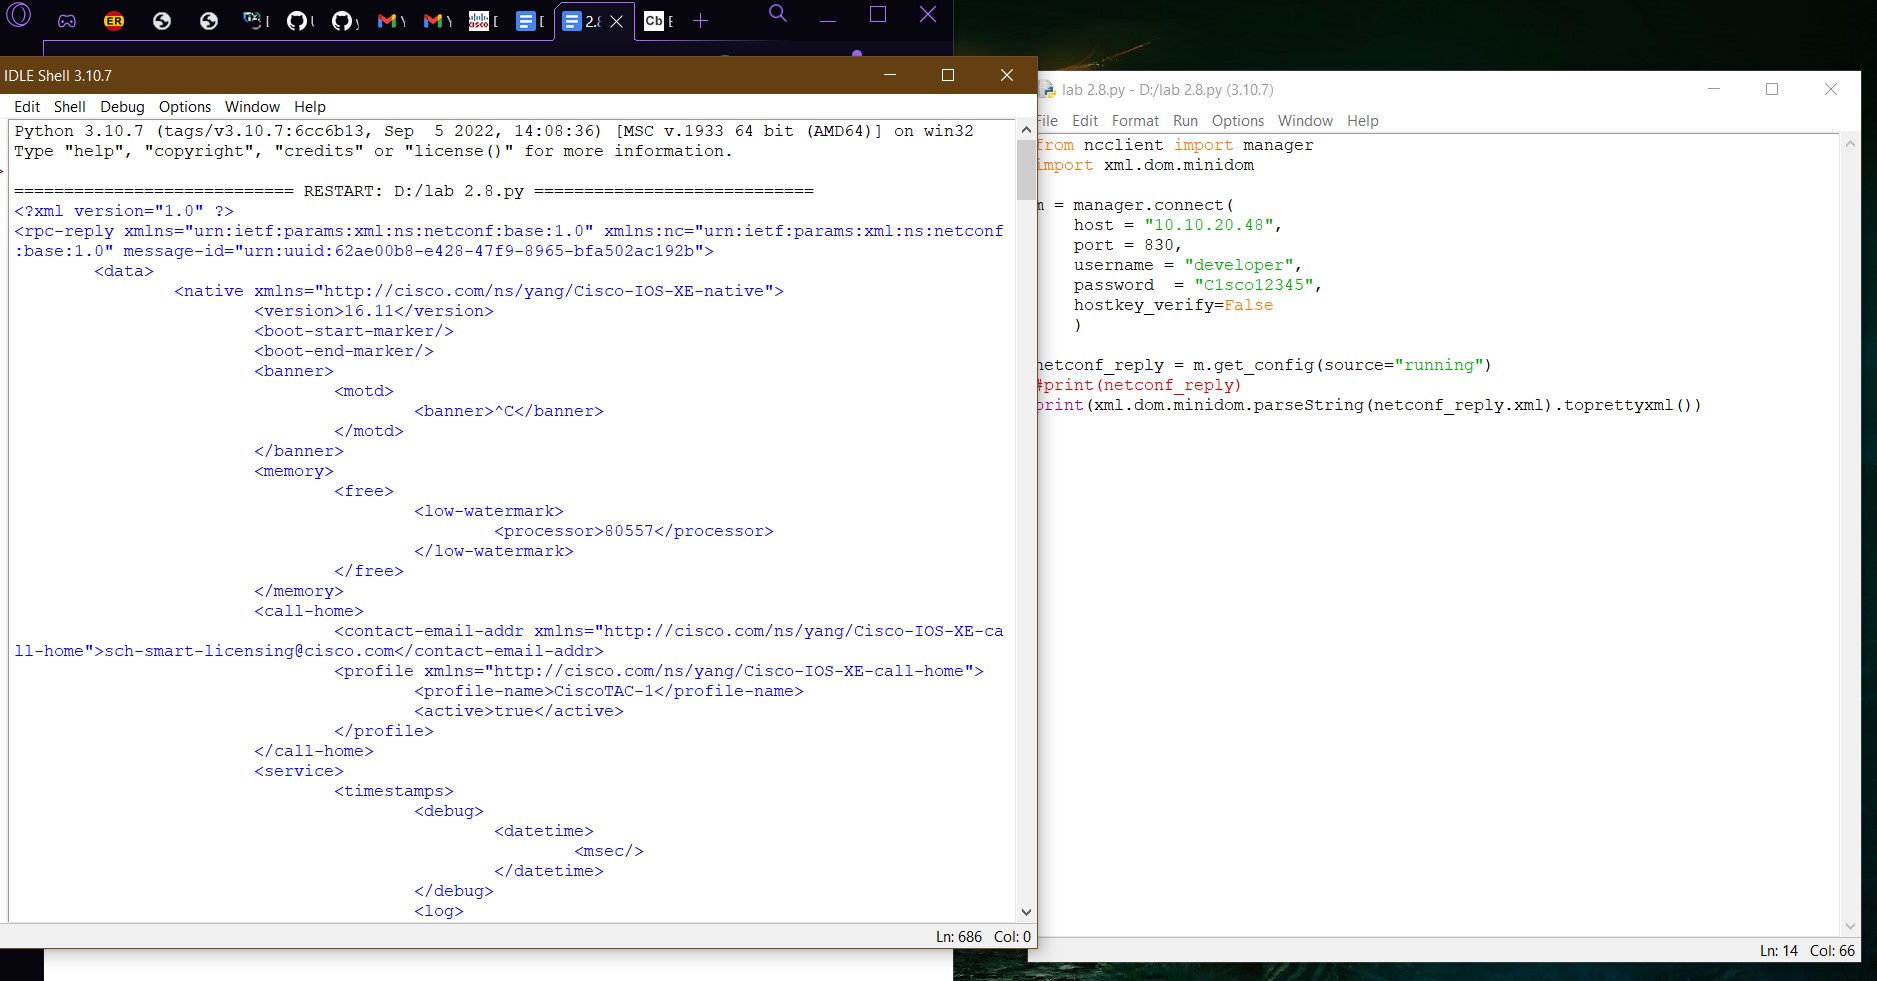 ER
CISCO
2.8
Cb
IDLE Shell 3.10.7
Edit Shell Debug Options Window Help
Python 3.10.7 (tags/v3.10.7:6cc6b13, Sep  5 2022, 14:08:36) [MSC v.1933 64 bit (AMD64)] on win32
Type "help", "copyright", "credits" or "license()" for more information.
============================ RESTART: D:/lab 2.8.py ============================
<?xml version="1.0" ?>
<rpc-reply xmlns="urn:ietf:params:xml:ns:netconf:base:1.0" xmlns:nc="urn:ietf:params:xml:ns:netconf
:base:1.0" message-id="urn:uuid:62ae00b8-e428-47f9-8965-bfa502ac192b">
<data>
<native xmlns="http://cisco.com/ns/yang/Cisco-IOS-XE-native">
<version>16.11</version>
<boot-start-marker/>
<boot-end-marker/>
<banner>
<motd>
<banner>^C</banner>
</motd>
</banner>
<memory>
<free>
<low-watermark>
<processor>80557</processor>
</low-watermark>
</free>
</memory>
<call-home>
<contact-email-addr xmlns="http://cisco.com/ns/yang/Cisco-IOS-XE-ca
ll-home">sch-smart-licensing@cisco.com</contact-email-addr>
<profile xmlns="http://cisco.com/ns/yang/Cisco-IOS-XE-call-home">
<profile-name>CiscoTAC-1</profile-name>
<active>true</active>
</profile>
</call-home>
<service>
<timestamps>
<debug>
<datetime>
<msec/>
</datetime>
</debug>
<log>
Ln: 686 Col: 0
lab 2.8.py - D:/lab 2.8.py (3.10.7)
File Edit Format Run Options Window Help
from ncclient import manager
import xml.dom.minidom
m = manager.connect(
host = "10.10.20.48",
port = 830,
username = "developer",
password  = "C1sco12345",
hostkey_verify=False
)
netconf_reply = m.get_config(source="running")
#print(netconf_reply)
print(xml.dom.minidom.parseString(netconf_reply.xml).toprettyxml())
Ln: 14 Col: 66